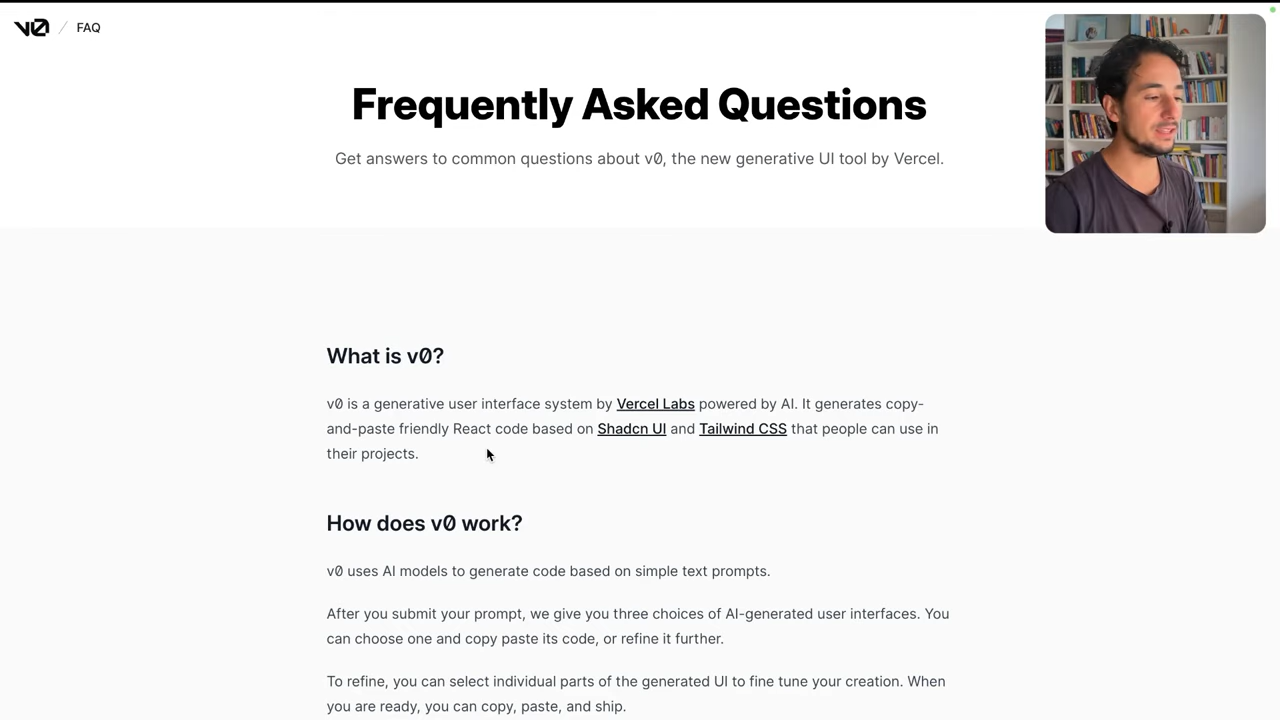 v0 / FAQ
Frequently Asked Questions
Get answers to common questions about v0, the new generative UI tool by Vercel.
What is v0?
v0 is a generative user interface system by Vercel Labs powered by AI. It generates copy-
and-paste friendly React code based on Shadcn UI and Tailwind CSS that people can use in
their projects.
How does v0 work?
v0 uses AI models to generate code based on simple text prompts.
After you submit your prompt, we give you three choices of AI-generated user interfaces. You
can choose one and copy paste its code, or refine it further.
To refine, you can select individual parts of the generated UI to fine tune your creation. When
you are ready, you can copy, paste, and ship.